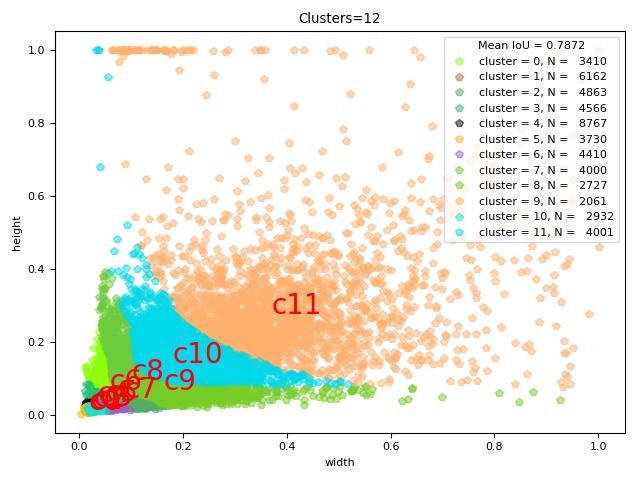 Clusters=12
Mean IoU = 0.7872
cluster = 0, N = 3410
cluster = 1, N = 6162
cluster = 2, N = 4863
cluster = 3, N = 4566
cluster = 4, N = 8767
cluster = 5, N = 3730
cluster = 6, N = 4410
cluster = 7, N = 4000
cluster = 8, N = 2727
cluster = 9, N = 2061
cluster = 10, N = 2932
cluster = 11, N = 4001
1.0
0.8
0.6
0.4
0.2
0.0
height
c11
c10
c8
c9
c6
c7
0.0 0.2 0.4 0.6 0.8 1.0
width